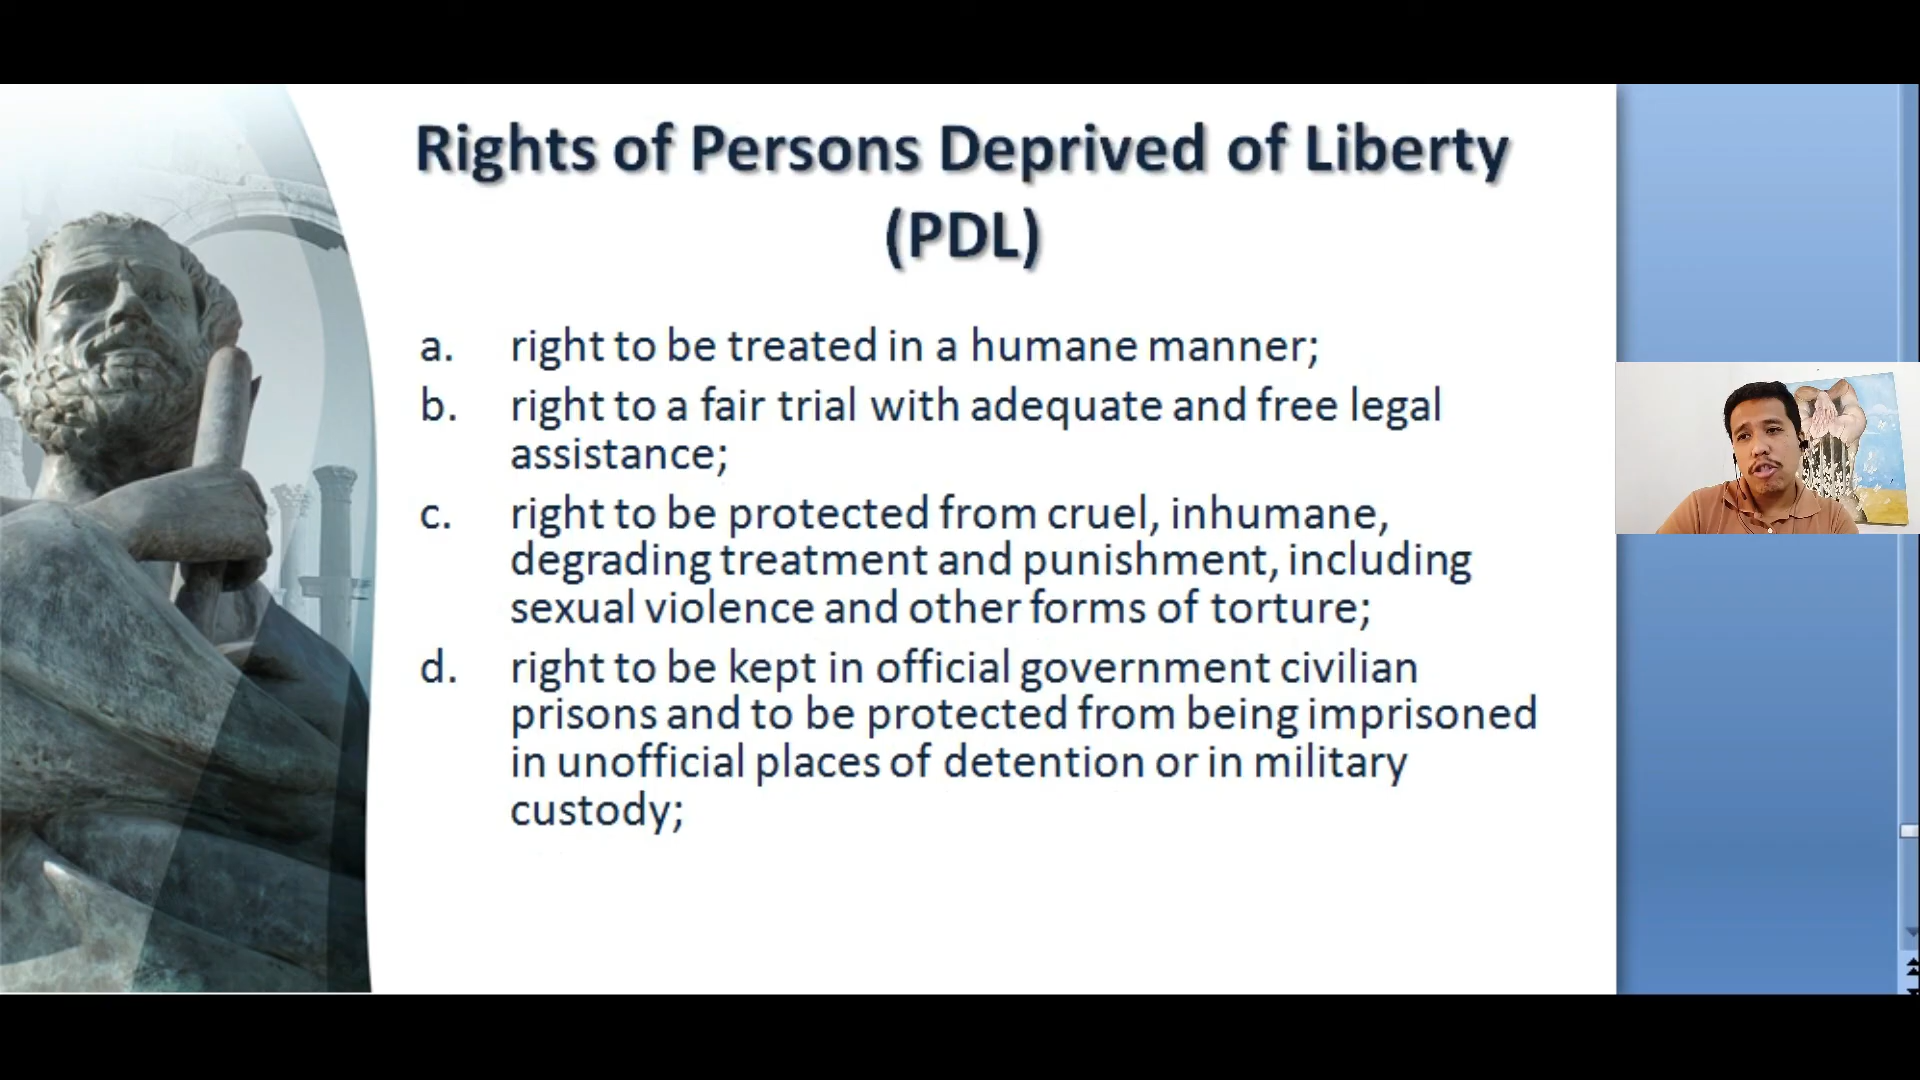 Rights of Persons Deprived of Liberty
(PDL)
a. right to be treated in a humane manner;
b. right to a fair trial with adequate and free legal
assistance;
c. right to be protected from cruel, inhumane,
degrading treatment and punishment, including
sexual violence and other forms of torture;
d. right to be kept in official government civilian
prisons and to be protected from being imprisoned
in unofficial places of detention or in military
custody;